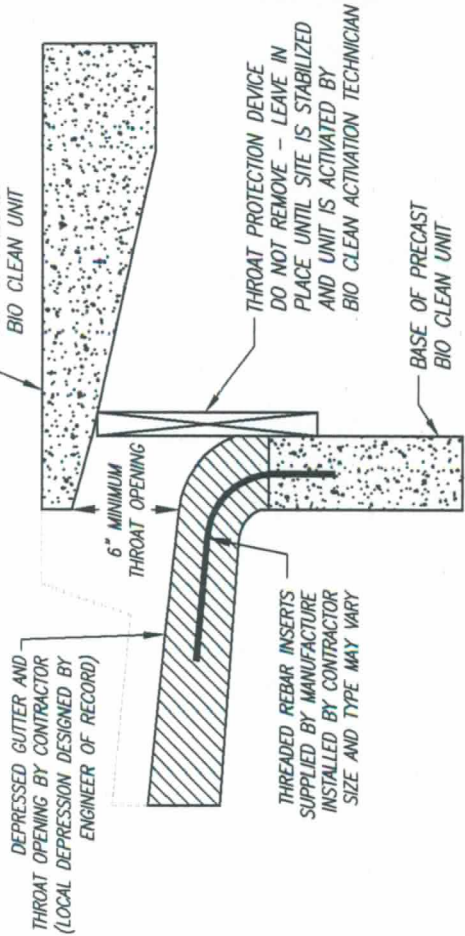 BIO CLEAN UNIT
DEPRESSED GUTTER AND
THROAT OPENING BY CONTRACTOR
(LOCAL DEPRESSION DESIGNED BY
ENGINEER OF RECORD)
6" MINIMUM
THROAT OPENING
THROAT PROTECTION DEVICE
DO NOT REMOVE - LEAVE IN
PLACE UNTIL SITE IS STABILIZED
AND UNIT IS ACTIVATED BY
BIO CLEAN ACTIVATION TECHNICIAN
THREADED REBAR INSERTS
SUPPLIED BY MANUFACTURE
INSTALLED BY CONTRACTOR
SIZE AND TYPE MAY VARY
BASE OF PRECAST
BIO CLEAN UNIT